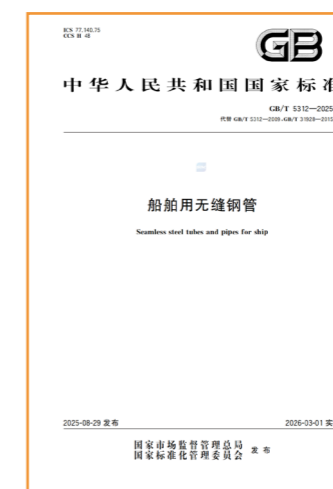 ICS 77.140.75
CCS H 48
GB
中华人民共和国国家标准
GB/T 5312—2025
代替 GB/T 5312—2009,GB/T 31928—2015
船舶用无缝钢管
Seamless steel tubes and pipes for ship
2025-08-29 发布
2026-03-01 实
国家市场监督管理总局
国家标准化管理委员会
发布